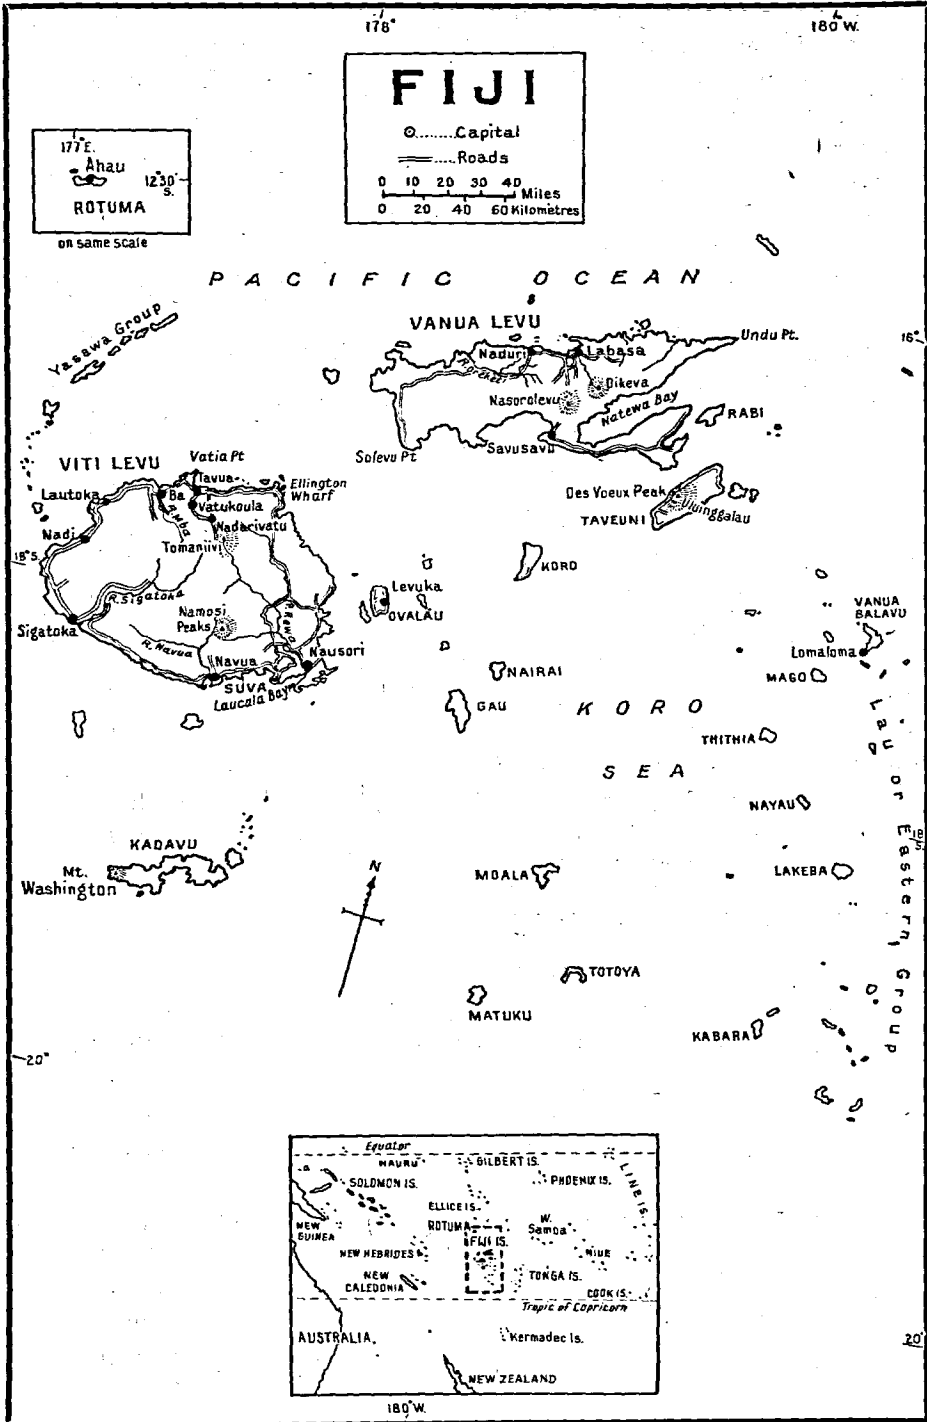 178°
180°W.
FIJI
Capital
Roads
0 10 20 30 40 Miles
0 20 40 60 Kilometres
177°E.
Ahau
12°30'
S.
ROTUMA
on same scale
PACIFIC OCEAN
Yasawa Group
VANUA LEVU
Undu Pt.
16°
Naduri
Labasa
Dikeva
Nasorolevu
Natewa Bay
RABI
Savusavu
Solevu Pt
VITI LEVU
Vatia Pt
Tavua
Ellington
Wharf
Lautoka
Ba
R.Mba
Vatukoula
Nadarivatu
Nadi
Tomaniivi
Des Voeux Peak
Uluinggalau
TAVEUNI
18°S.
KORO
R.Sigatoka
Levuka
OVALAU
Namosi
Peaks
R.Rewa
Sigatoka
R.Navua
Navua
Nausori
SUVA
Laucala Bay
VANUA
BALAVU
Lomaloma
NAIRAI
MAGO
GAU
KORO
SEA
THITHIA
Lau or Eastern Group
NAYAU
18°
S.
KADAVU
Mt.
Washington
N
MOALA
LAKEBA
TOTOYA
MATUKU
KABARA
20°
Equator
NAURU
GILBERT IS.
SOLOMON IS.
PHOENIX IS.
LINE IS.
ELLICE IS.
NEW
GUINEA
ROTUMA
W.
Samoa
FIJI IS.
NEW HEBRIDES
NIUE
NEW
CALEDONIA
TONGA IS.
COOK IS.
Tropic of Capricorn
AUSTRALIA.
Kermadec Is.
NEW ZEALAND
20°
180°W.